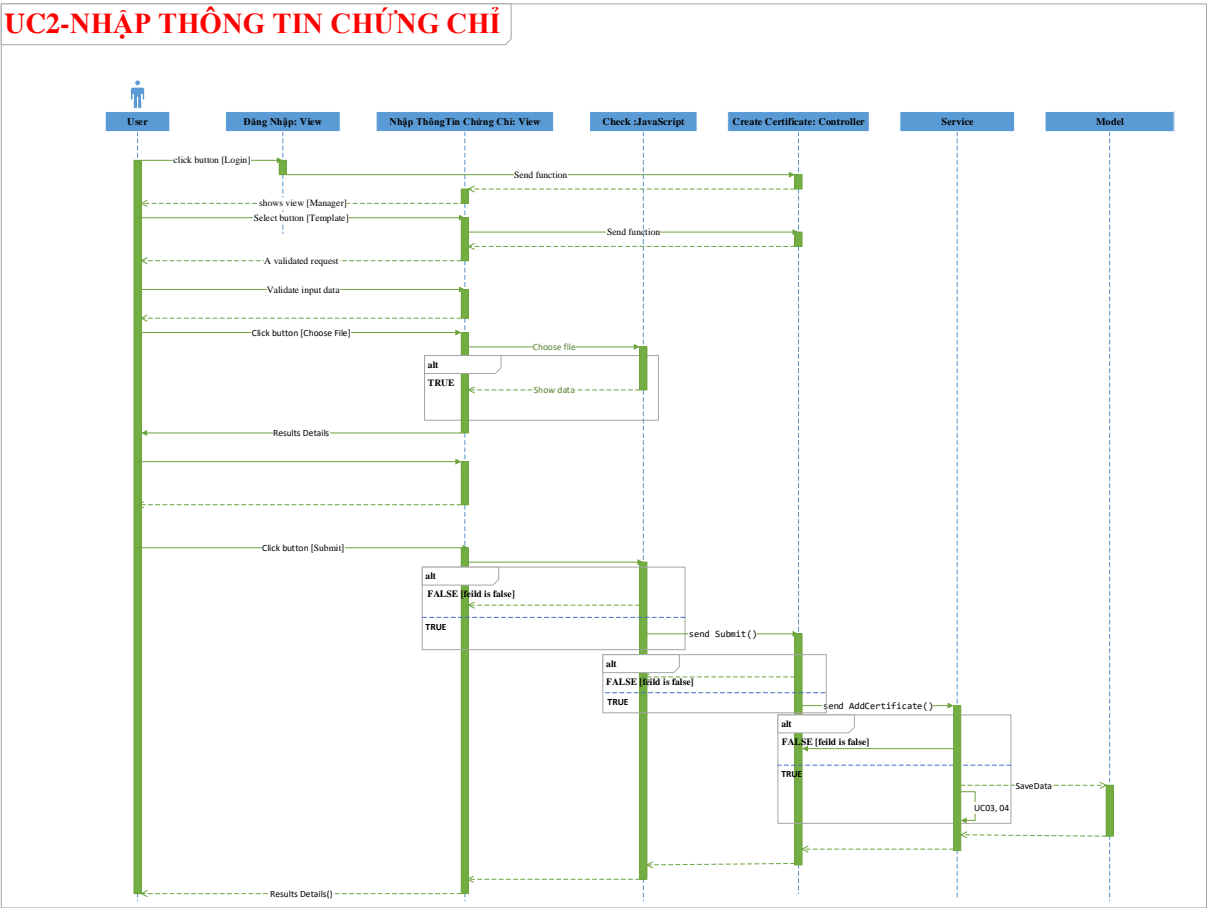 UC2-NHẬP THÔNG TIN CHỨNG CHỈ
User
Đăng Nhập: View
Nhập ThôngTin Chứng Chỉ: View
Check :JavaScript
Create Certificate: Controller
Service
Model
click button [Login]
Send function
shows view [Manager]
Select button [Template]
Send function
A validated request
Validate input data
Click button [Choose File]
Choose file
alt
TRUE
Show data
Results Details
Click button [Submit]
alt
FALSE [feild is false]
TRUE
send Submit()
alt
FALSE [feild is false]
TRUE
send AddCertificate()
alt
FALSE [feild is false]
TRUE
SaveData
UC03, 04
Results Details()